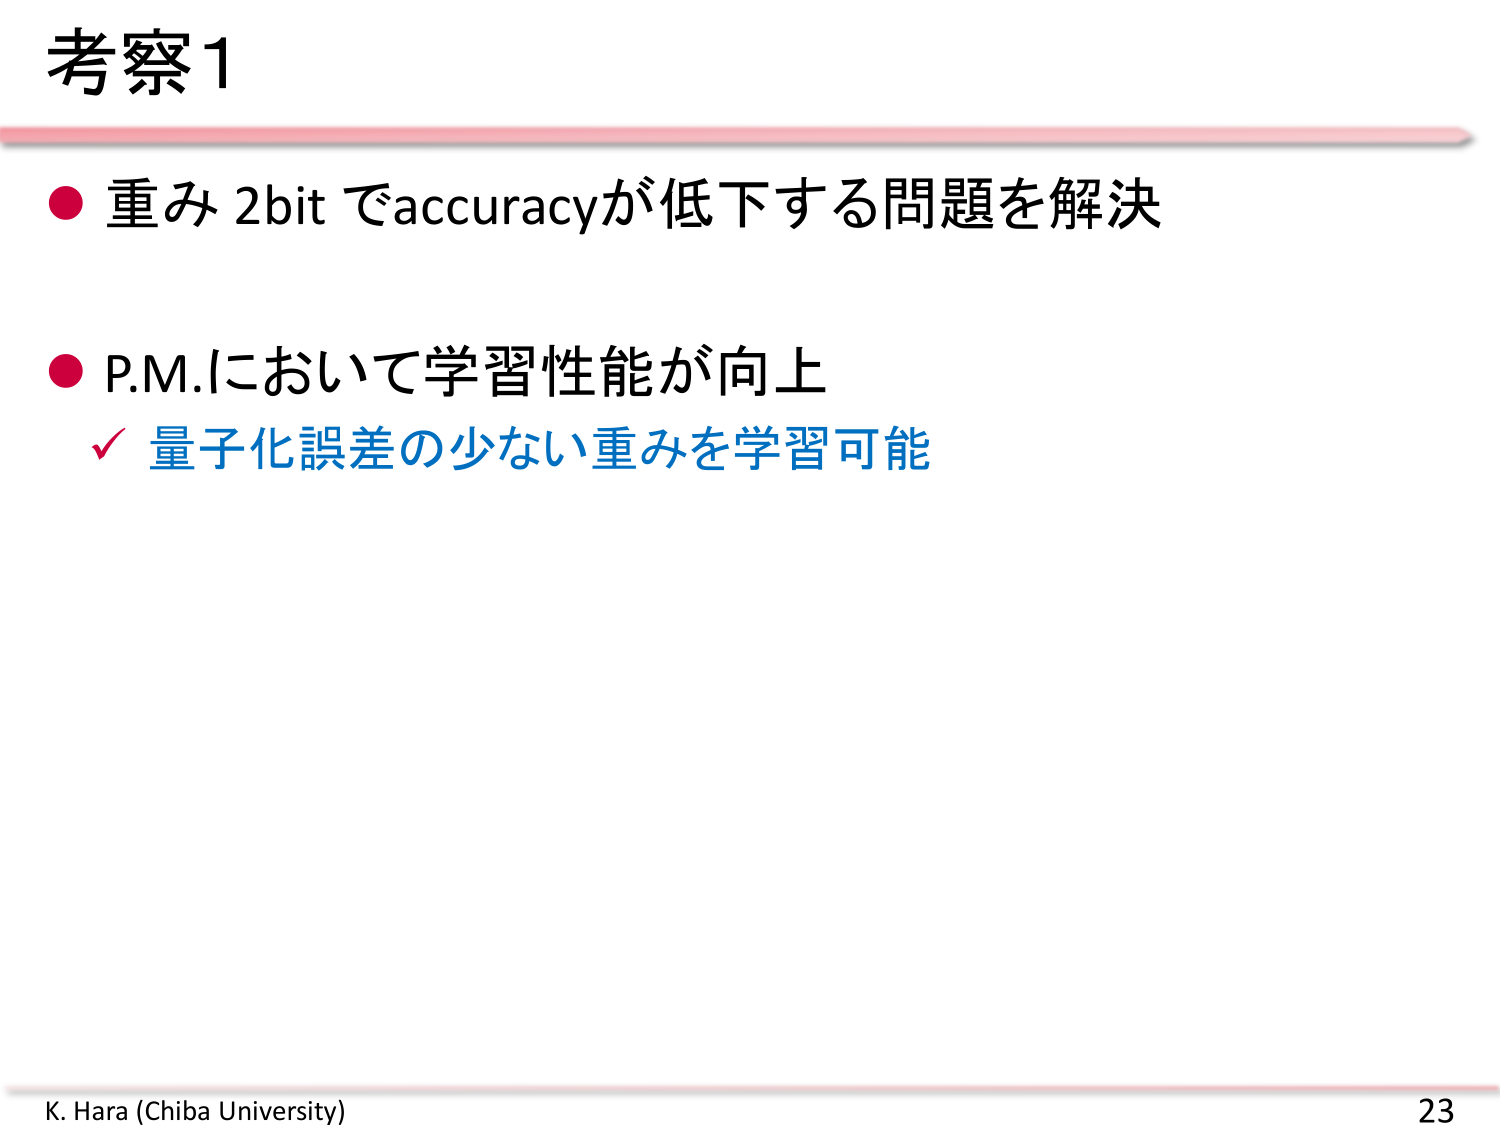 考察1
● 重み 2bit でaccuracyが低下する問題を解決
● P.M.において学習性能が向上
✓ 量子化誤差の少ない重みを学習可能
K. Hara (Chiba University)
23